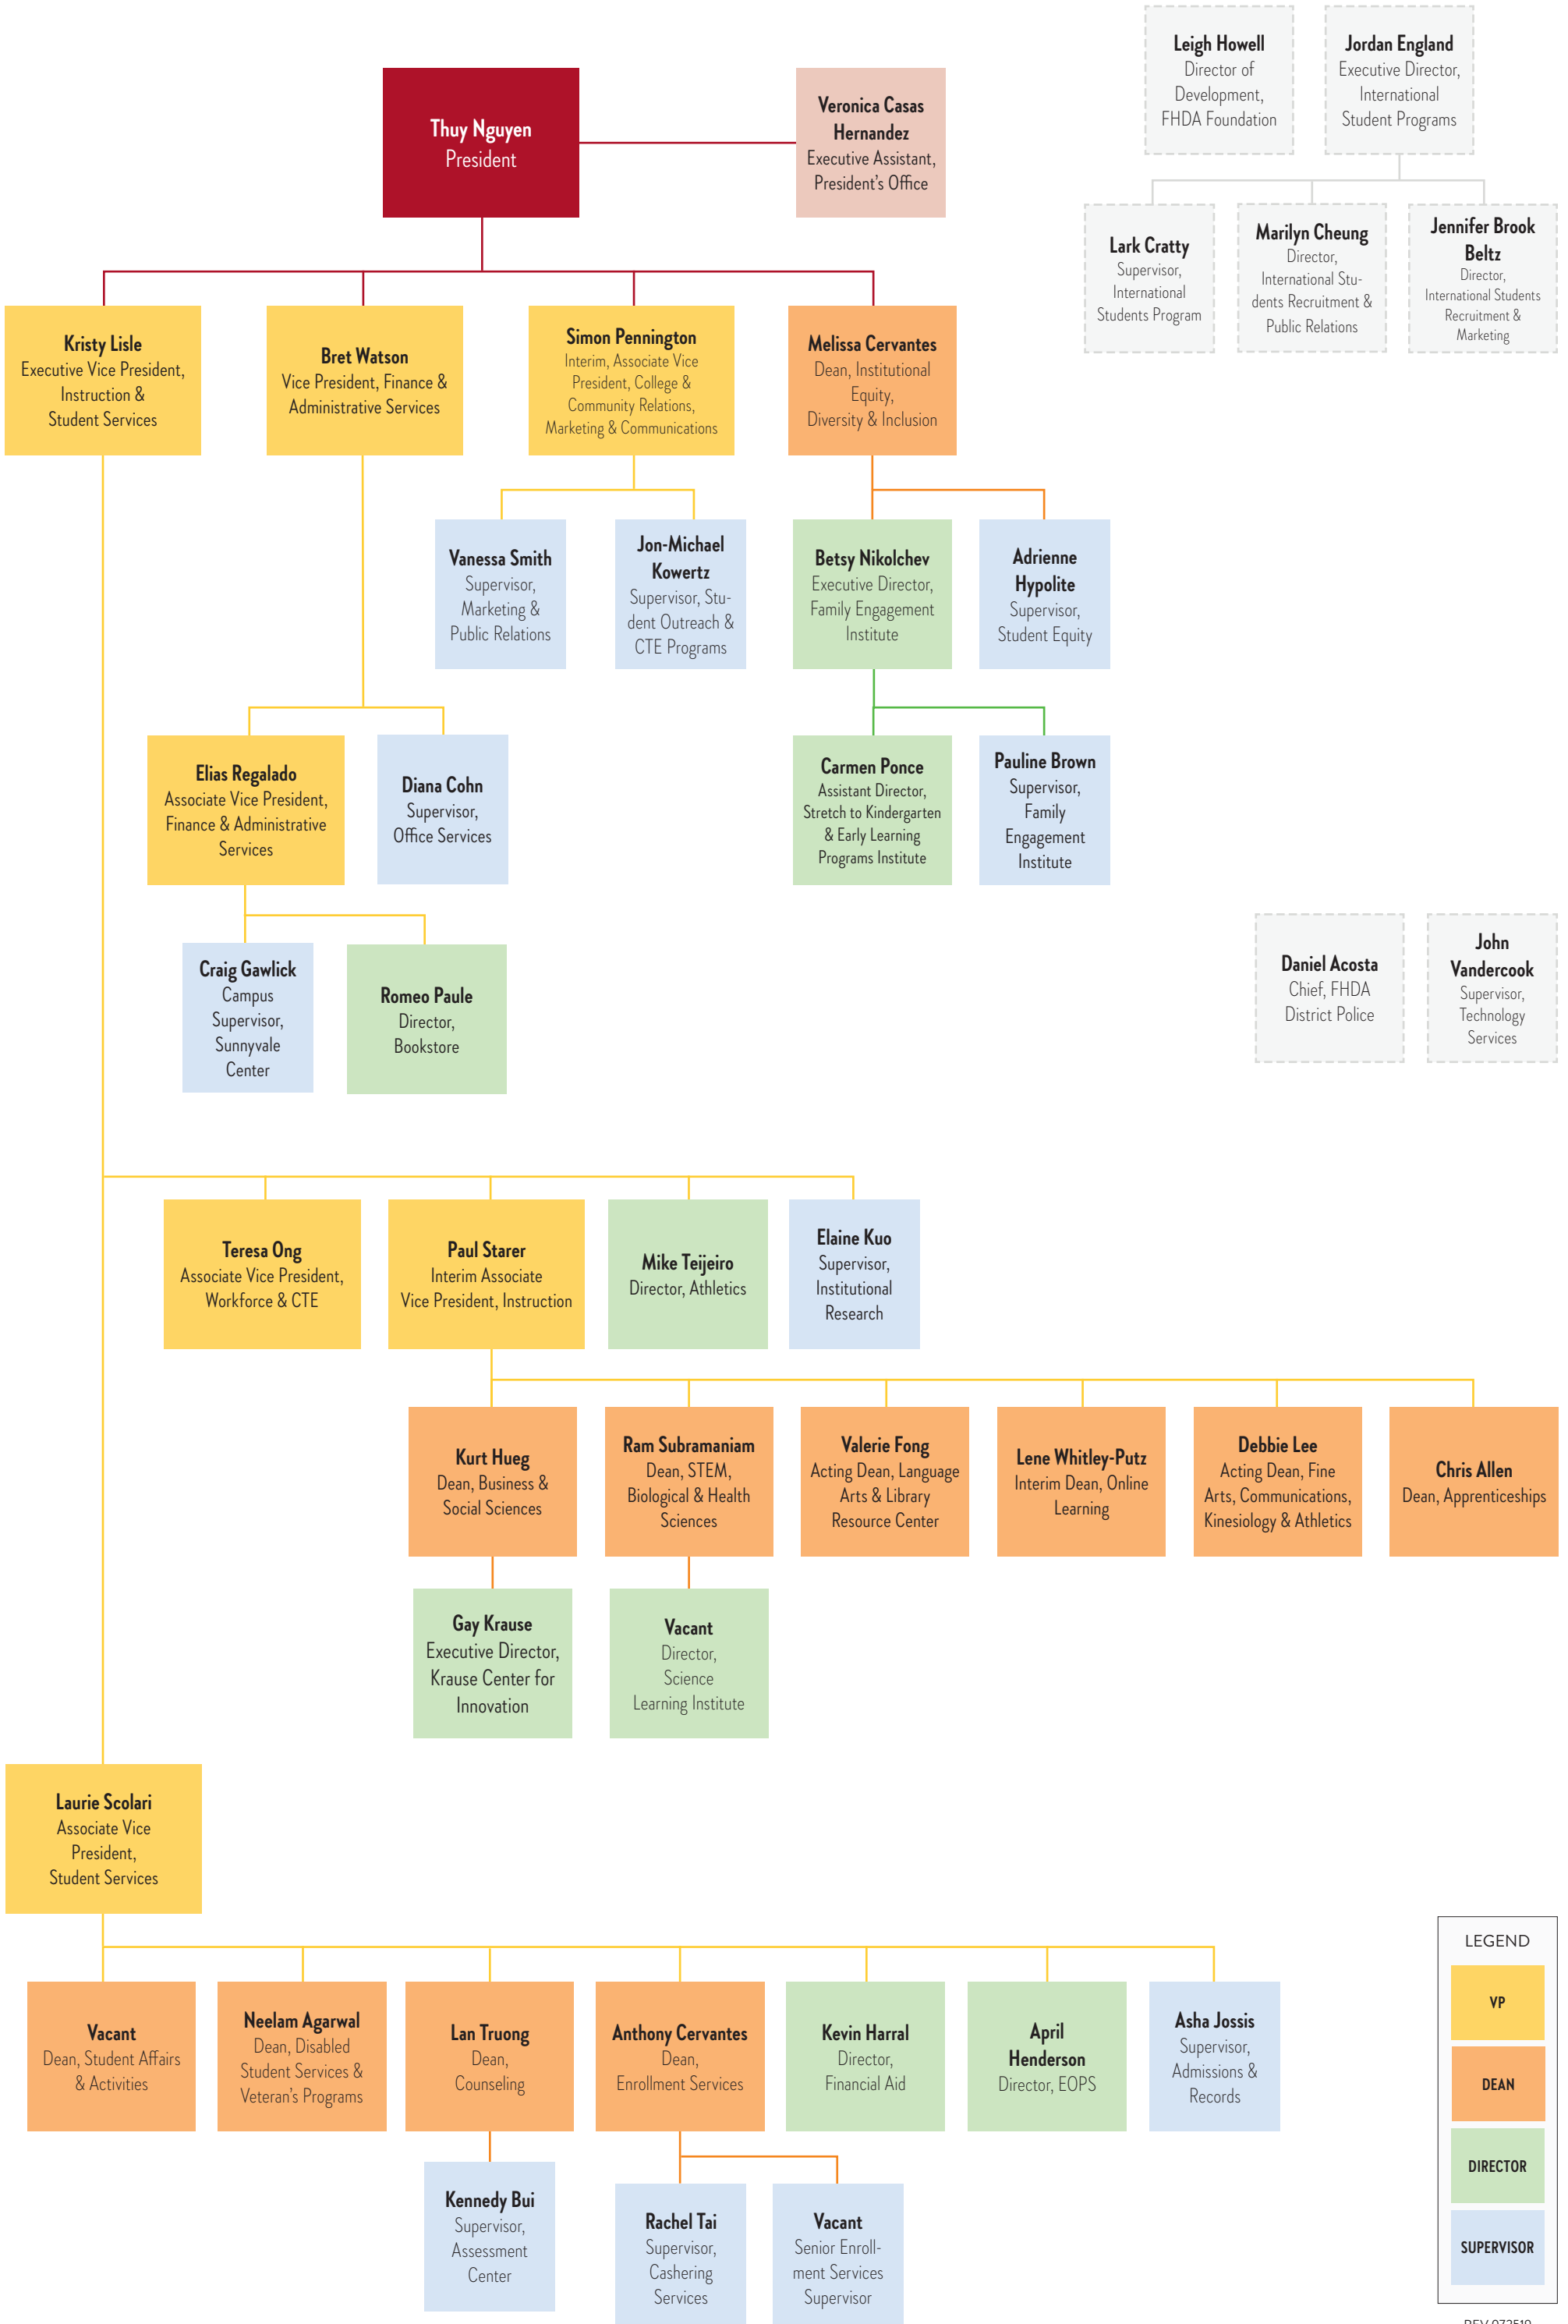 Leigh Howell
Director of
Development,
FHDA Foundation
Jordan England
Executive Director,
International
Student Programs
Thuy Nguyen
President
Veronica Casas
Hernandez
Executive Assistant,
President's Office
Lark Cratty
Supervisor,
International
Students Program
Marilyn Cheung
Director,
International Stu-
dents Recruitment &
Public Relations
Jennifer Brook
Beltz
Director,
International Students
Recruitment &
Marketing
Kristy Lisle
Executive Vice President,
Instruction &
Student Services
Bret Watson
Vice President, Finance &
Administrative Services
Simon Pennington
Interim, Associate Vice
President, College &
Community Relations,
Marketing & Communications
Melissa Cervantes
Dean, Institutional
Equity,
Diversity & Inclusion
Vanessa Smith
Supervisor,
Marketing &
Public Relations
Jon-Michael
Kowertz
Supervisor, Stu-
dent Outreach &
CTE Programs
Betsy Nikolchev
Executive Director,
Family Engagement
Institute
Adrienne
Hypolite
Supervisor,
Student Equity
Elias Regalado
Associate Vice President,
Finance & Administrative
Services
Diana Cohn
Supervisor,
Office Services
Carmen Ponce
Assistant Director,
Stretch to Kindergarten
& Early Learning
Programs Institute
Pauline Brown
Supervisor,
Family
Engagement
Institute
Craig Gawlick
Campus
Supervisor,
Sunnyvale
Center
Romeo Paule
Director,
Bookstore
Daniel Acosta
Chief, FHDA
District Police
John
Vandercook
Supervisor,
Technology
Services
Teresa Ong
Associate Vice President,
Workforce & CTE
Paul Starer
Interim Associate
Vice President, Instruction
Mike Teijeiro
Director, Athletics
Elaine Kuo
Supervisor,
Institutional
Research
Kurt Hueg
Dean, Business &
Social Sciences
Ram Subramaniam
Dean, STEM,
Biological & Health
Sciences
Valerie Fong
Acting Dean, Language
Arts & Library
Resource Center
Lene Whitley-Putz
Interim Dean, Online
Learning
Debbie Lee
Acting Dean, Fine
Arts, Communications,
Kinesiology & Athletics
Chris Allen
Dean, Apprenticeships
Gay Krause
Executive Director,
Krause Center for
Innovation
Vacant
Director,
Science
Learning Institute
Laurie Scolari
Associate Vice
President,
Student Services
Vacant
Dean, Student Affairs
& Activities
Neelam Agarwal
Dean, Disabled
Student Services &
Veteran's Programs
Lan Truong
Dean,
Counseling
Anthony Cervantes
Dean,
Enrollment Services
Kevin Harral
Director,
Financial Aid
April
Henderson
Director, EOPS
Asha Jossis
Supervisor,
Admissions &
Records
Kennedy Bui
Supervisor,
Assessment
Center
Rachel Tai
Supervisor,
Cashering
Services
Vacant
Senior Enroll-
ment Services
Supervisor
LEGEND
VP
DEAN
DIRECTOR
SUPERVISOR